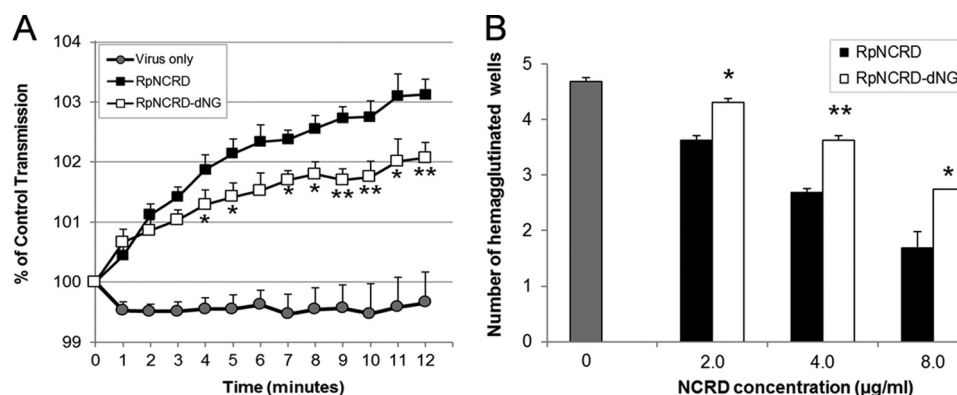 A
% of Control Transmission
104
103
102
101
100
99
Virus only
RpNCRD
RpNCRD-dNG
*
*
*
*
**
**
*
**
0 1 2 3 4 5 6 7 8 9 10 11 12
Time (minutes)
B
Number of hemagglutinated wells
5
4
3
2
1
0
RpNCRD
RpNCRD-dNG
*
**
*
0 2.0 4.0 8.0
NCRD concentration (µg/ml)